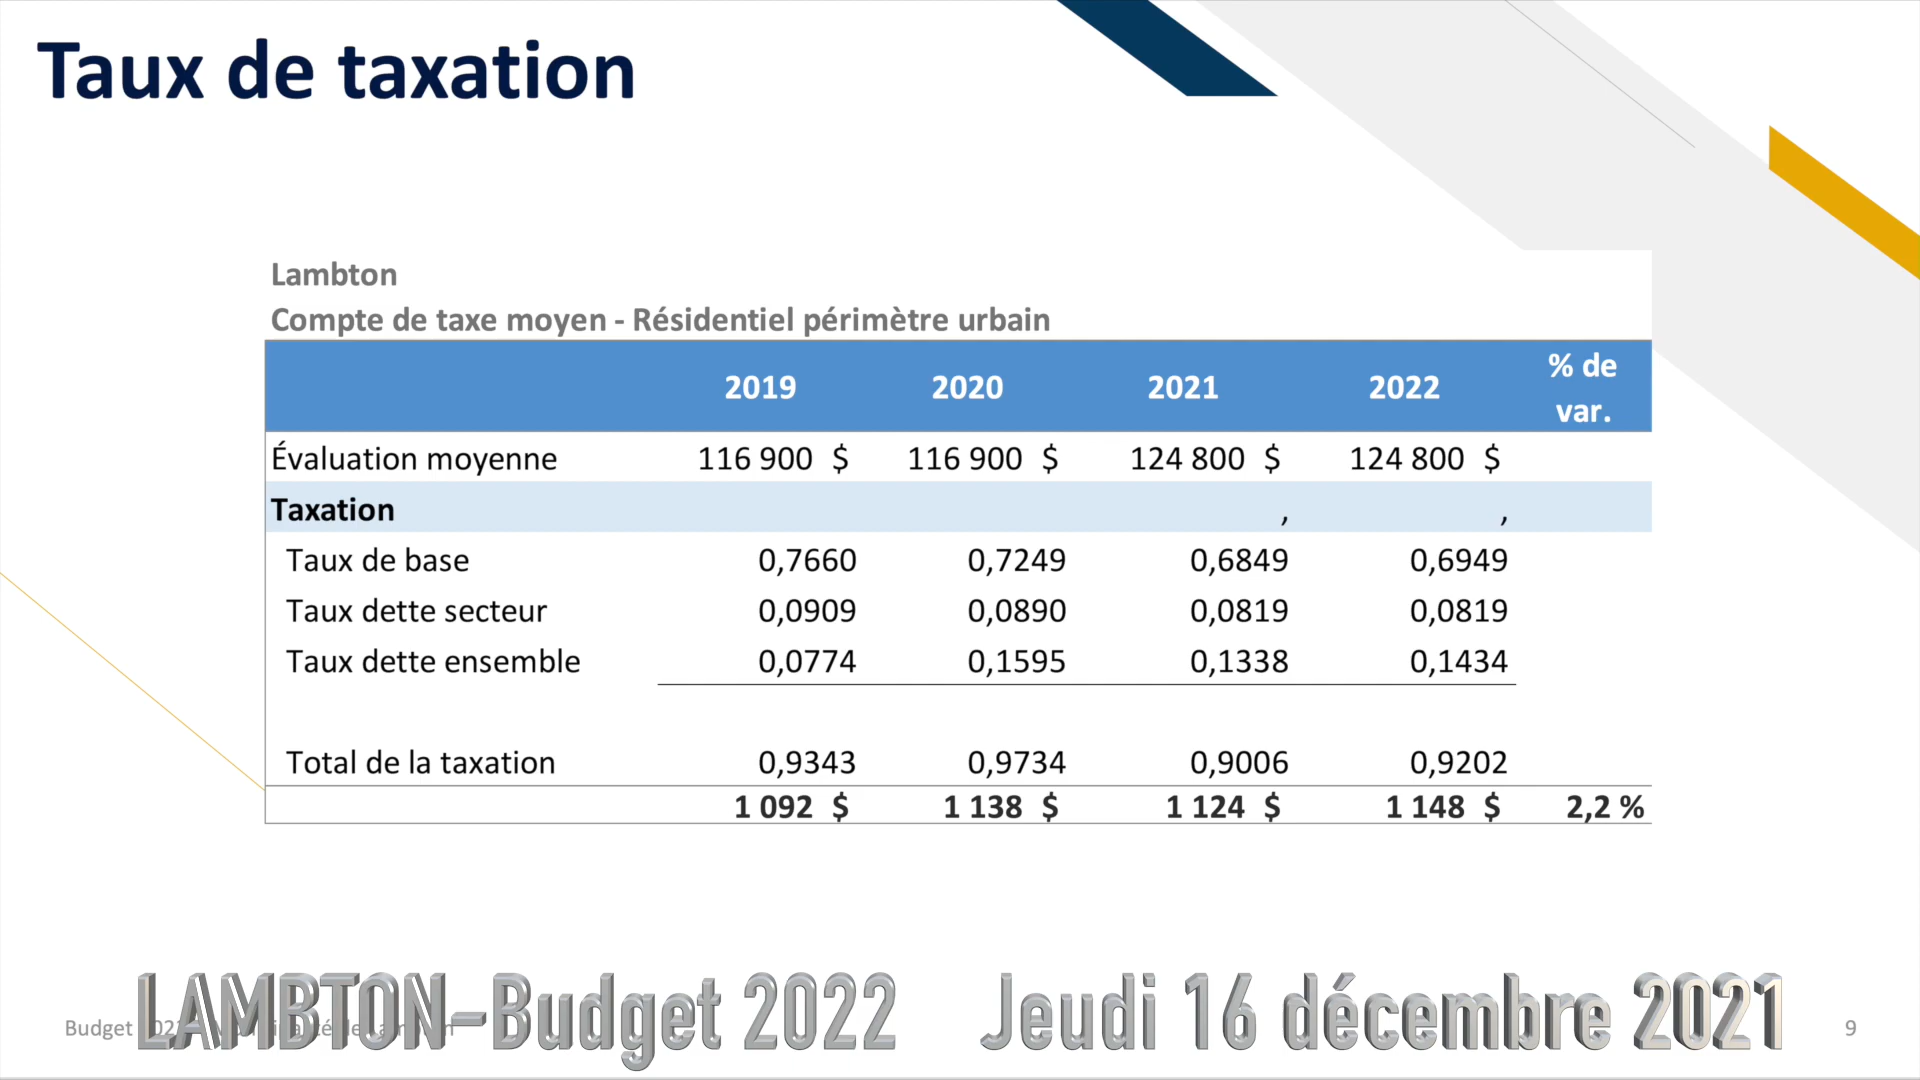 Taux de taxation
Lambton
Compte de taxe moyen - Résidentiel périmètre urbain
2019 2020 2021 2022 % de var.
Évaluation moyenne 116 900 $ 116 900 $ 124 800 $ 124 800 $
Taxation , ,
Taux de base 0,7660 0,7249 0,6849 0,6949
Taux dette secteur 0,0909 0,0890 0,0819 0,0819
Taux dette ensemble 0,0774 0,1595 0,1338 0,1434
Total de la taxation 0,9343 0,9734 0,9006 0,9202
1 092 $ 1 138 $ 1 124 $ 1 148 $ 2,2 %
LAMBTON-Budget 2022 Jeudi 16 décembre 2021
Budget 9